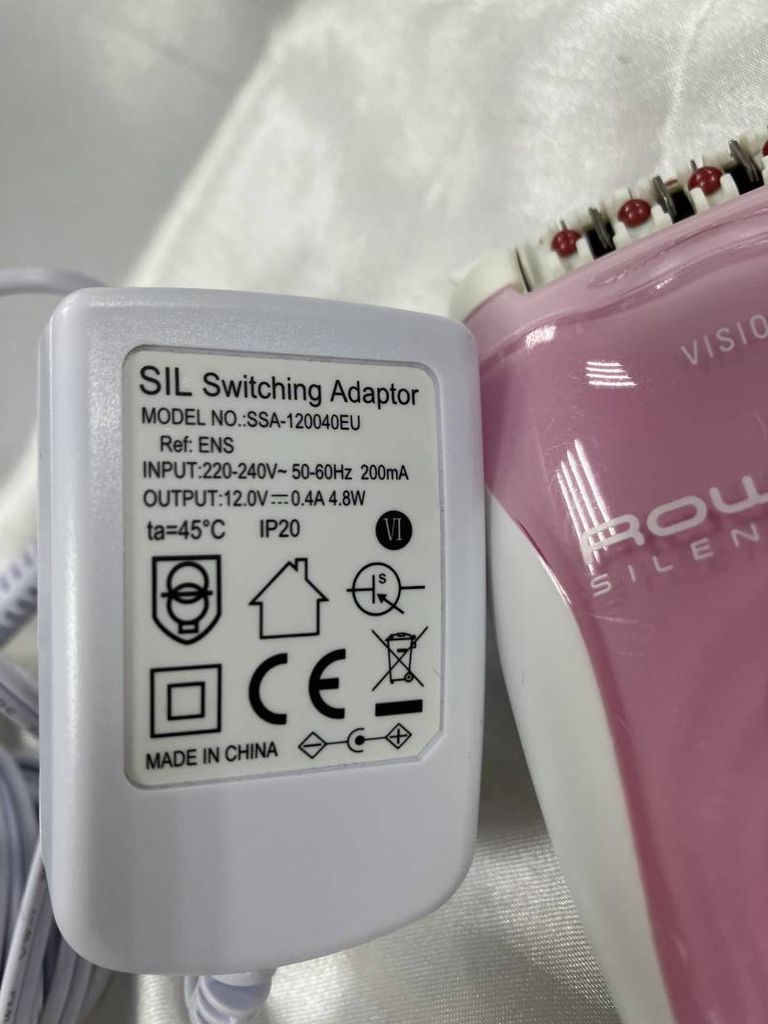 SIL Switching Adaptor
MODEL NO.:SSA-120040EU
Ref: ENS
INPUT:220-240V~ 50-60Hz 200mA
OUTPUT:12.0V⎓0.4A 4.8W
ta=45°C IP20 VI
S
CE
MADE IN CHINA
VISIO
ROW
SILEN